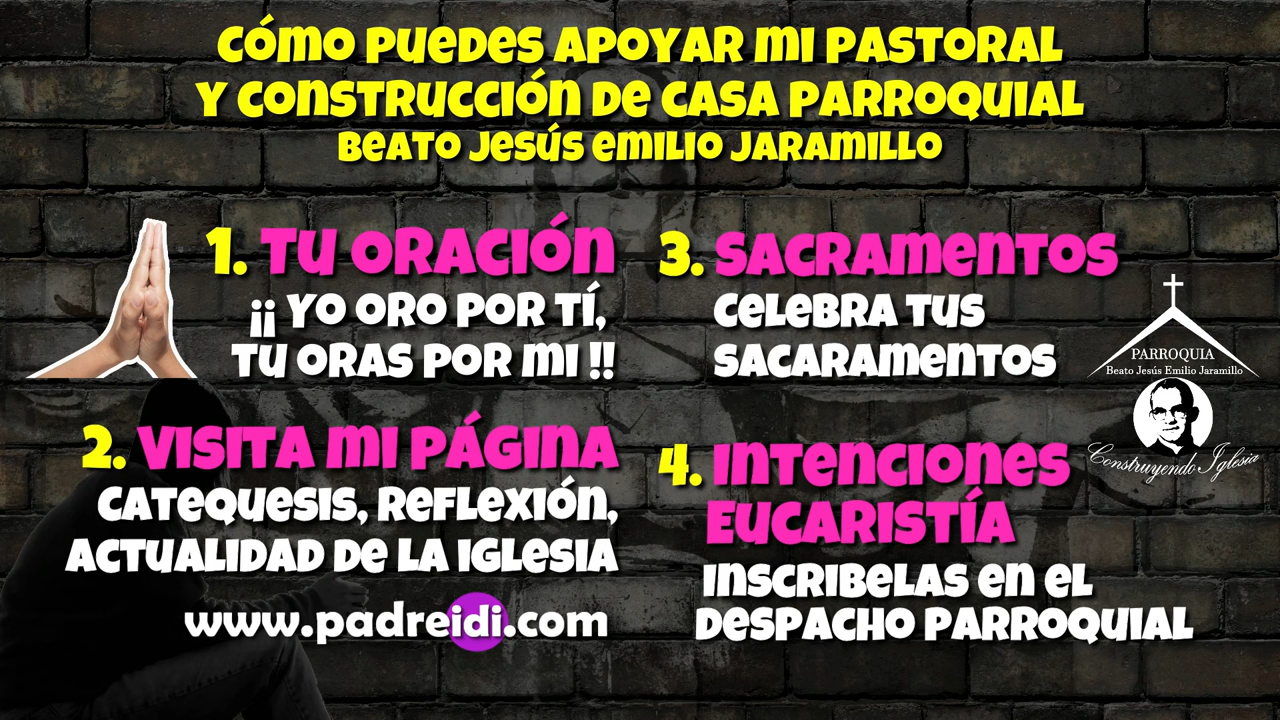 CÓMO PUEDES APOYAR MI PASTORAL
Y CONSTRUCCIÓN DE CASA PARROQUIAL
BEATO JESÚS EMILIO JARAMILLO
1. TU ORACIÓN
¡¡ YO ORO POR TÍ,
TU ORAS POR MI !!
2. VISITA MI PÁGINA
CATEQUESIS, REFLEXIÓN,
ACTUALIDAD DE LA IGLESIA
www.padreidi.com
3. SACRAMENTOS
CELEBRA TUS
SACARAMENTOS
4. INTENCIONES
EUCARISTÍA
INSCRIBELAS EN EL
DESPACHO PARROQUIAL
PARROQUIA
Beato Jesús Emilio Jaramillo
Construyendo Iglesia